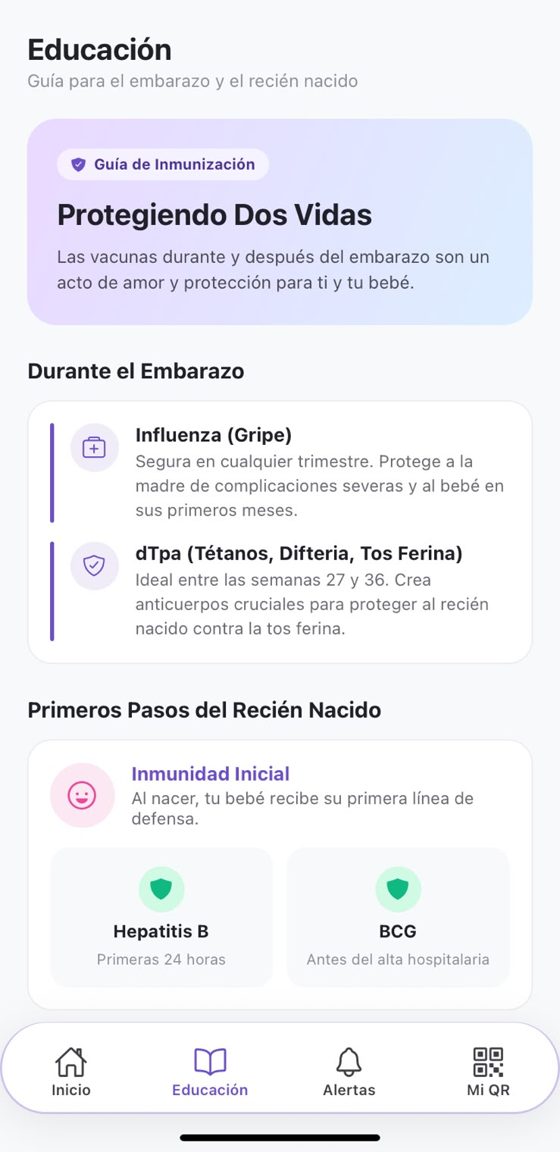 Educación
Guía para el embarazo y el recién nacido
Guía de Inmunización
Protegiendo Dos Vidas
Las vacunas durante y después del embarazo son un
acto de amor y protección para ti y tu bebé.
Durante el Embarazo
Influenza (Gripe)
Segura en cualquier trimestre. Protege a la
madre de complicaciones severas y al bebé en
sus primeros meses.
dTpa (Tétanos, Difteria, Tos Ferina)
Ideal entre las semanas 27 y 36. Crea
anticuerpos cruciales para proteger al recién
nacido contra la tos ferina.
Primeros Pasos del Recién Nacido
Inmunidad Inicial
Al nacer, tu bebé recibe su primera línea de
defensa.
Hepatitis B
Primeras 24 horas
BCG
Antes del alta hospitalaria
Inicio
Educación
Alertas
Mi QR